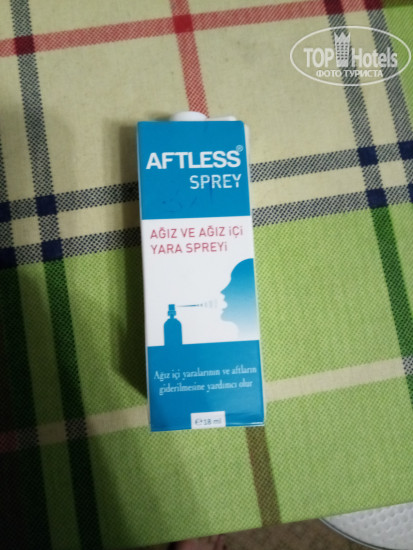 TOP Hotels
ФОТО ТУРИСТА
AFTLESS®
SPREY
AĞIZ VE AĞIZ İÇİ
YARA SPREYİ
Ağız içi yaralarının ve aftların
giderilmesine yardımcı olur
℮18 ml